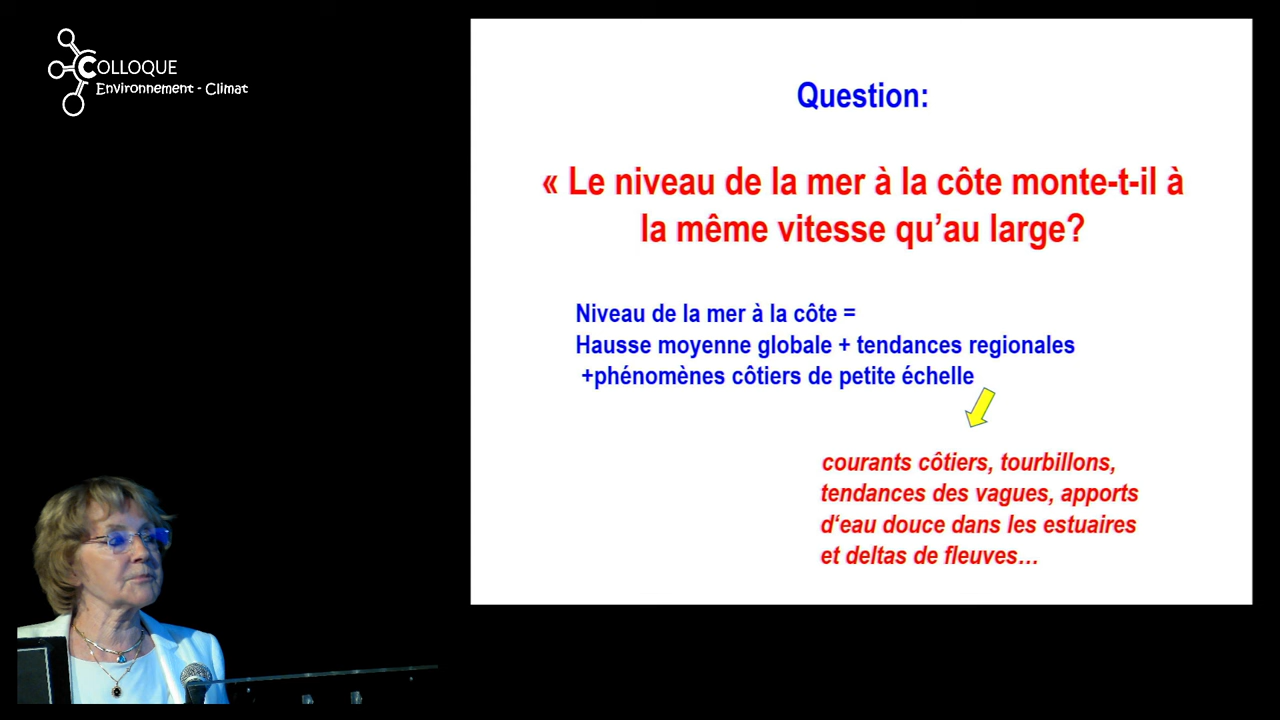 COLLOQUE
Environnement - Climat
Question:
« Le niveau de la mer à la côte monte-t-il à
la même vitesse qu’au large?
Niveau de la mer à la côte =
Hausse moyenne globale + tendances regionales
+phénomènes côtiers de petite échelle
courants côtiers, tourbillons,
tendances des vagues, apports
d‘eau douce dans les estuaires
et deltas de fleuves…